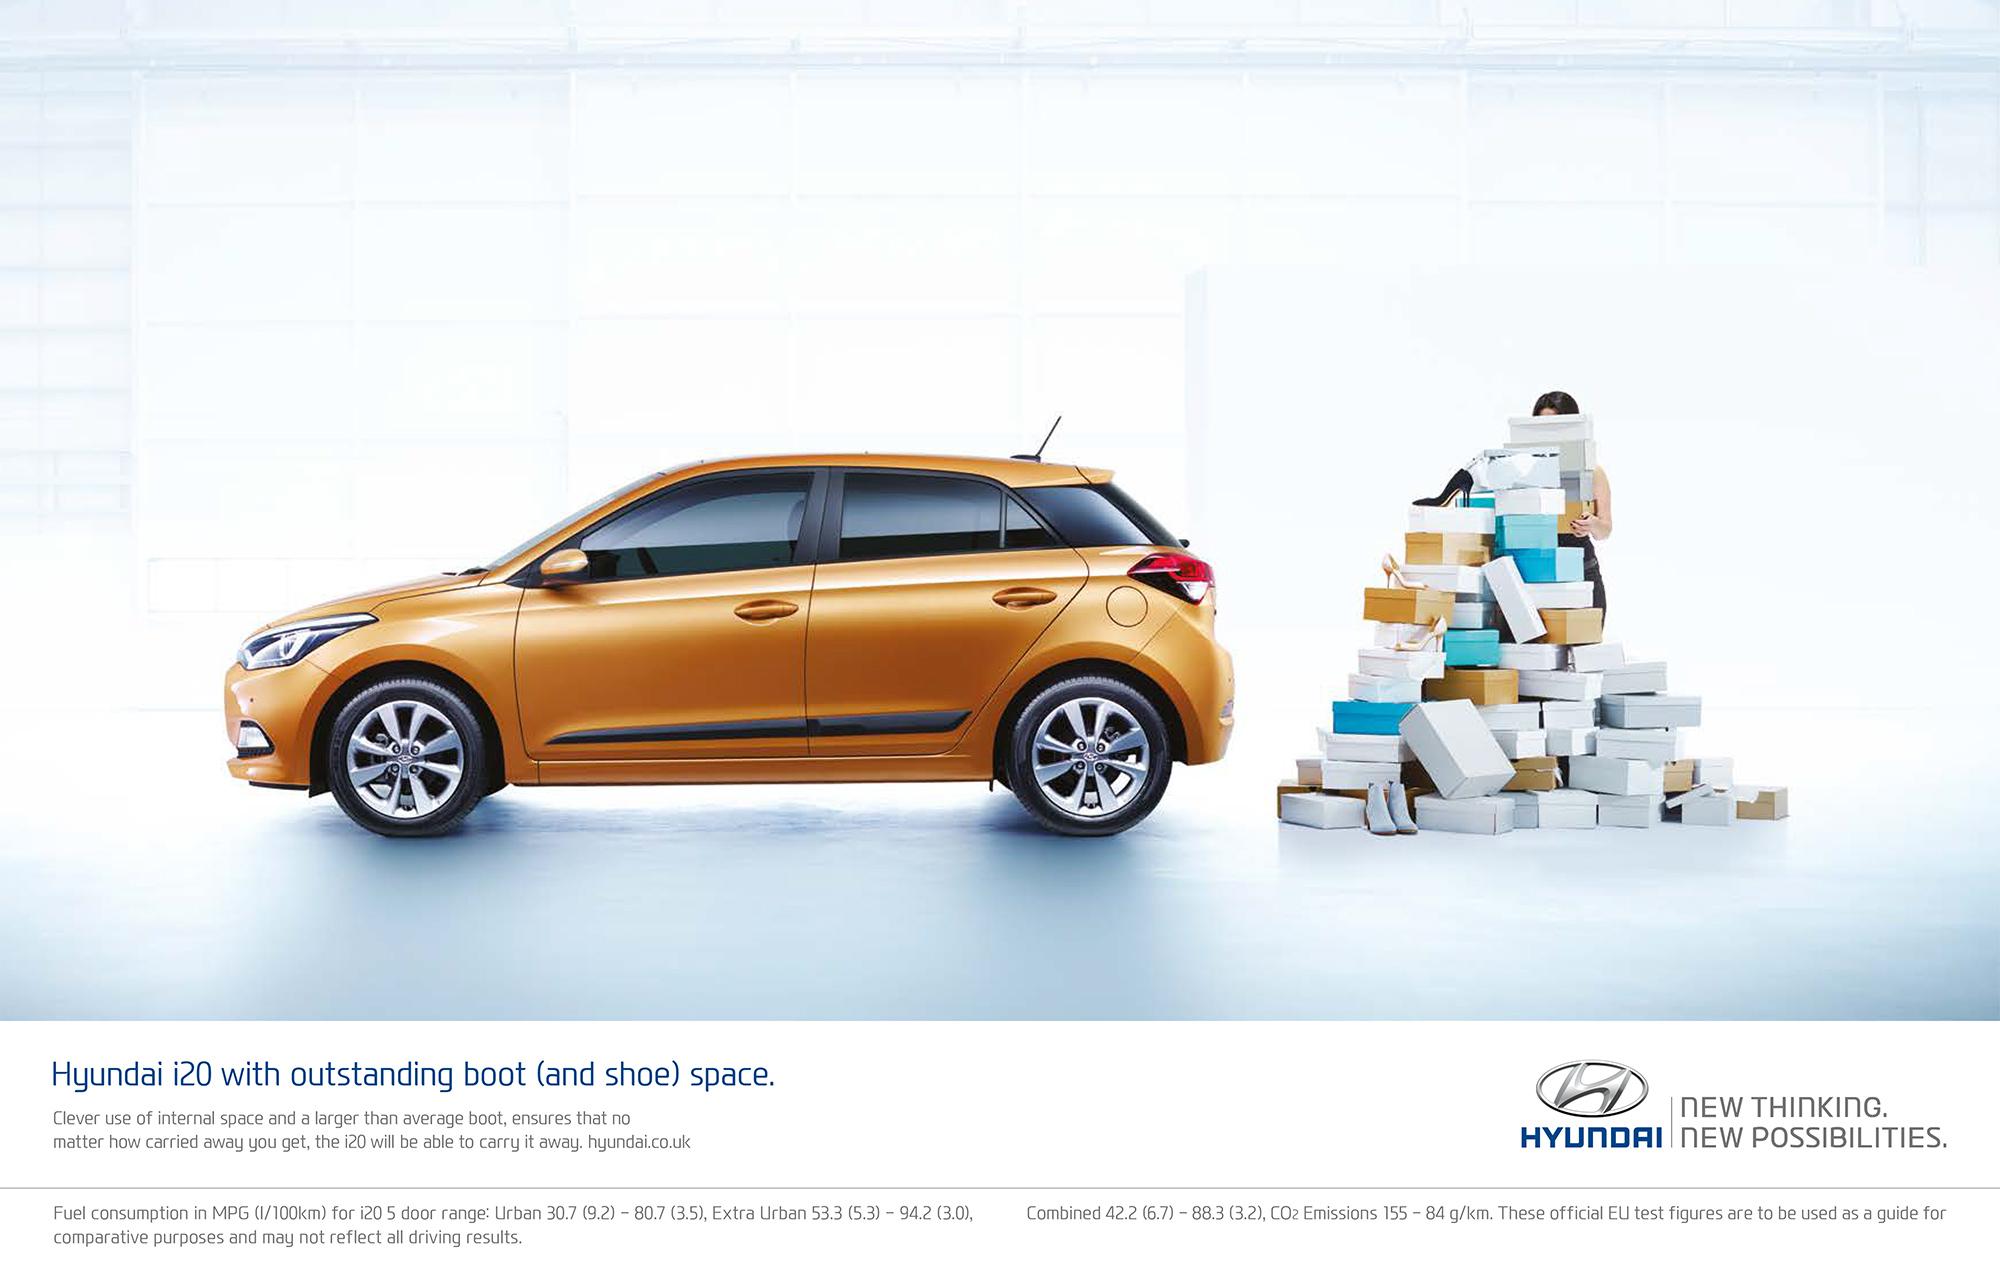 Hyundai i20 with outstanding boot (and shoe) space.
Clever use of internal space and a larger than average boot, ensures that no
matter how carried away you get, the i20 will be able to carry it away. hyundai.co.uk
HYUNDAI
NEW THINKING.
NEW POSSIBILITIES.
Fuel consumption in MPG (l/100km) for i20 5 door range: Urban 30.7 (9.2) – 80.7 (3.5), Extra Urban 53.3 (5.3) – 94.2 (3.0), Combined 42.2 (6.7) – 88.3 (3.2), CO2 Emissions 155 – 84 g/km. These official EU test figures are to be used as a guide for
comparative purposes and may not reflect all driving results.